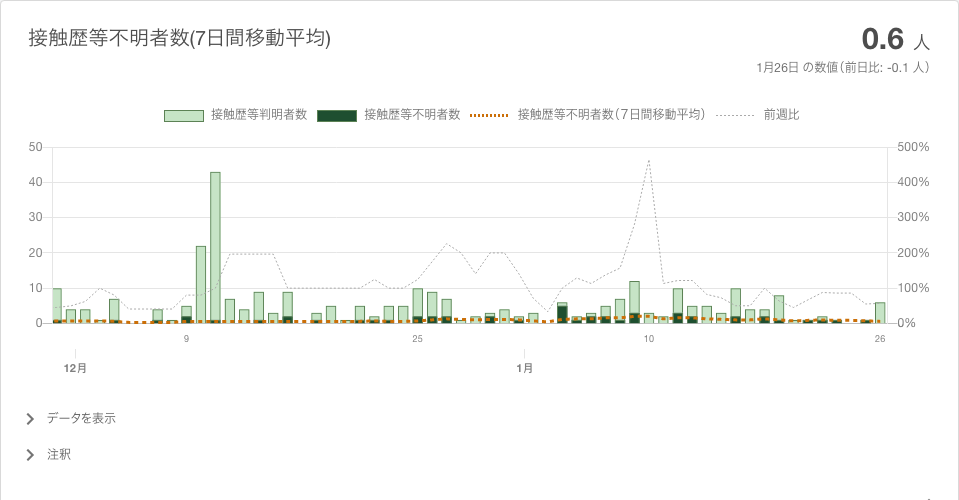 接触歴等不明者数(7日間移動平均)
0.6 人
1月26日 の数値（前日比: -0.1 人）
接触歴等判明者数 接触歴等不明者数 接触歴等不明者数（7日間移動平均） 前週比
50 500%
40 400%
30 300%
20 200%
10 100%
0 0%
9 25 10 26
12月 1月
データを表示
注釈